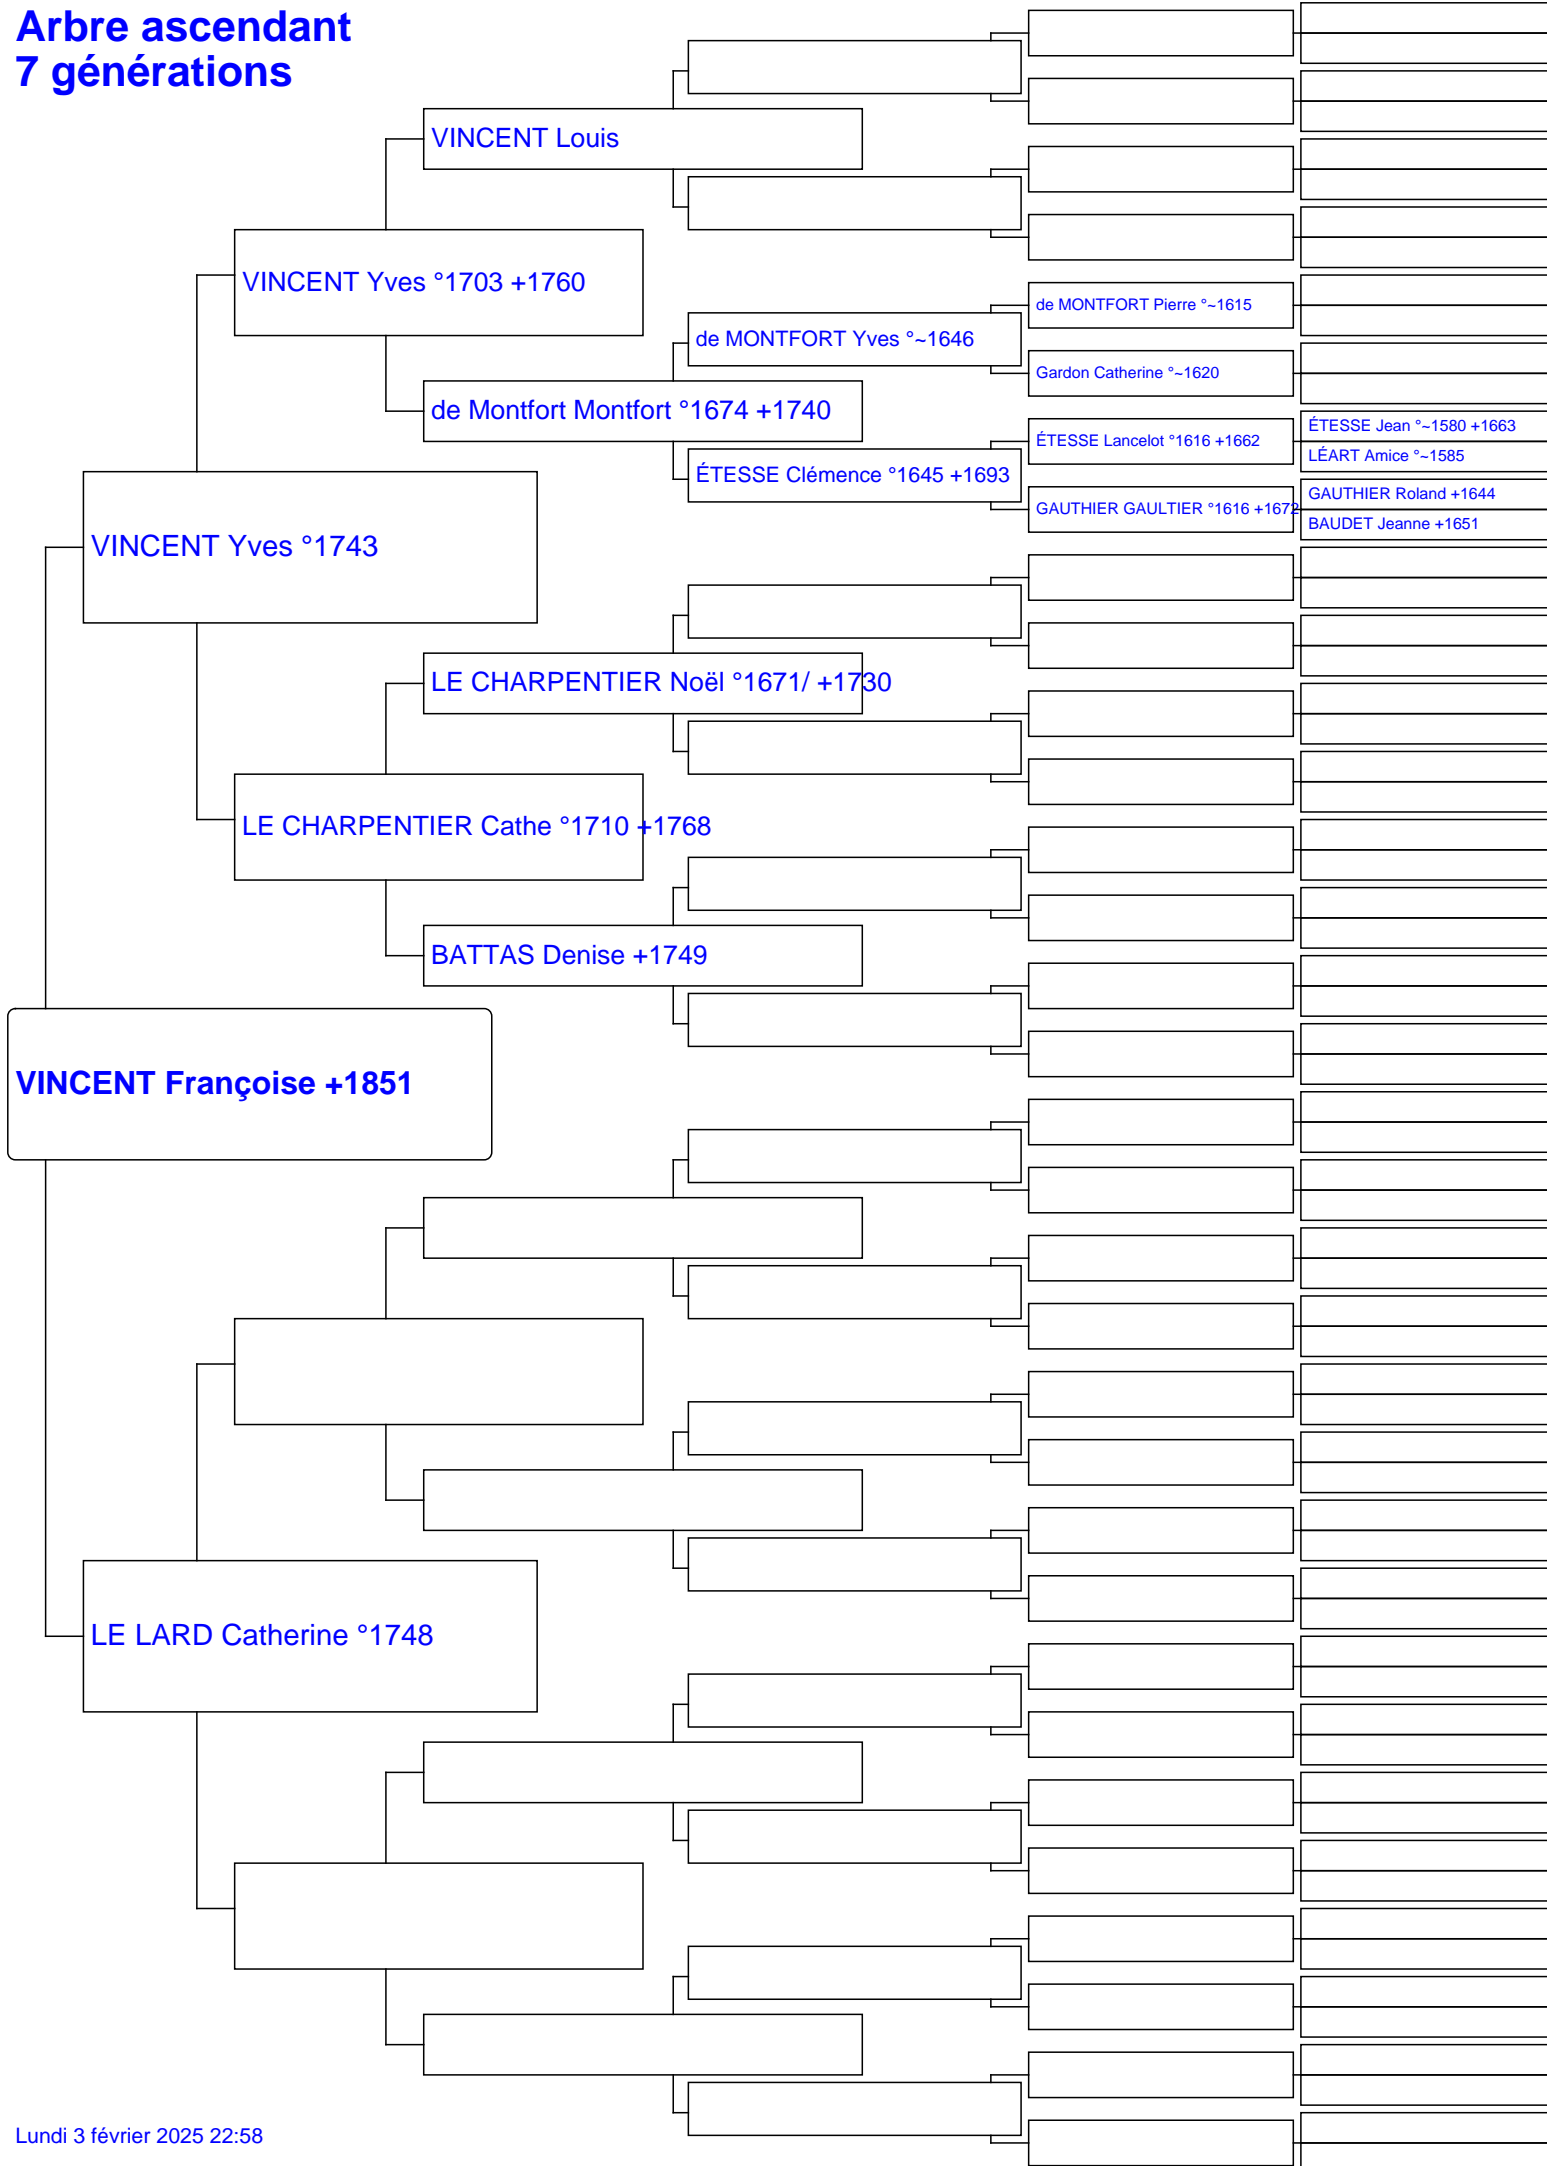 Arbre ascendant
7 générations
VINCENT Louis
VINCENT Yves °1703 +1760
de MONTFORT Pierre °~1615
de MONTFORT Yves °~1646
Gardon Catherine °~1620
de Montfort Montfort °1674 +1740
ÉTESSE Jean °~1580 +1663
ÉTESSE Lancelot °1616 +1662
LÉART Amice °~1585
ÉTESSE Clémence °1645 +1693
GAUTHIER Roland +1644
GAUTHIER GAULTIER °1616 +1672
BAUDET Jeanne +1651
VINCENT Yves °1743
LE CHARPENTIER Noël °1671/ +1730
LE CHARPENTIER Cathe °1710 +1768
BATTAS Denise +1749
VINCENT Françoise +1851
LE LARD Catherine °1748
Lundi 3 février 2025 22:58